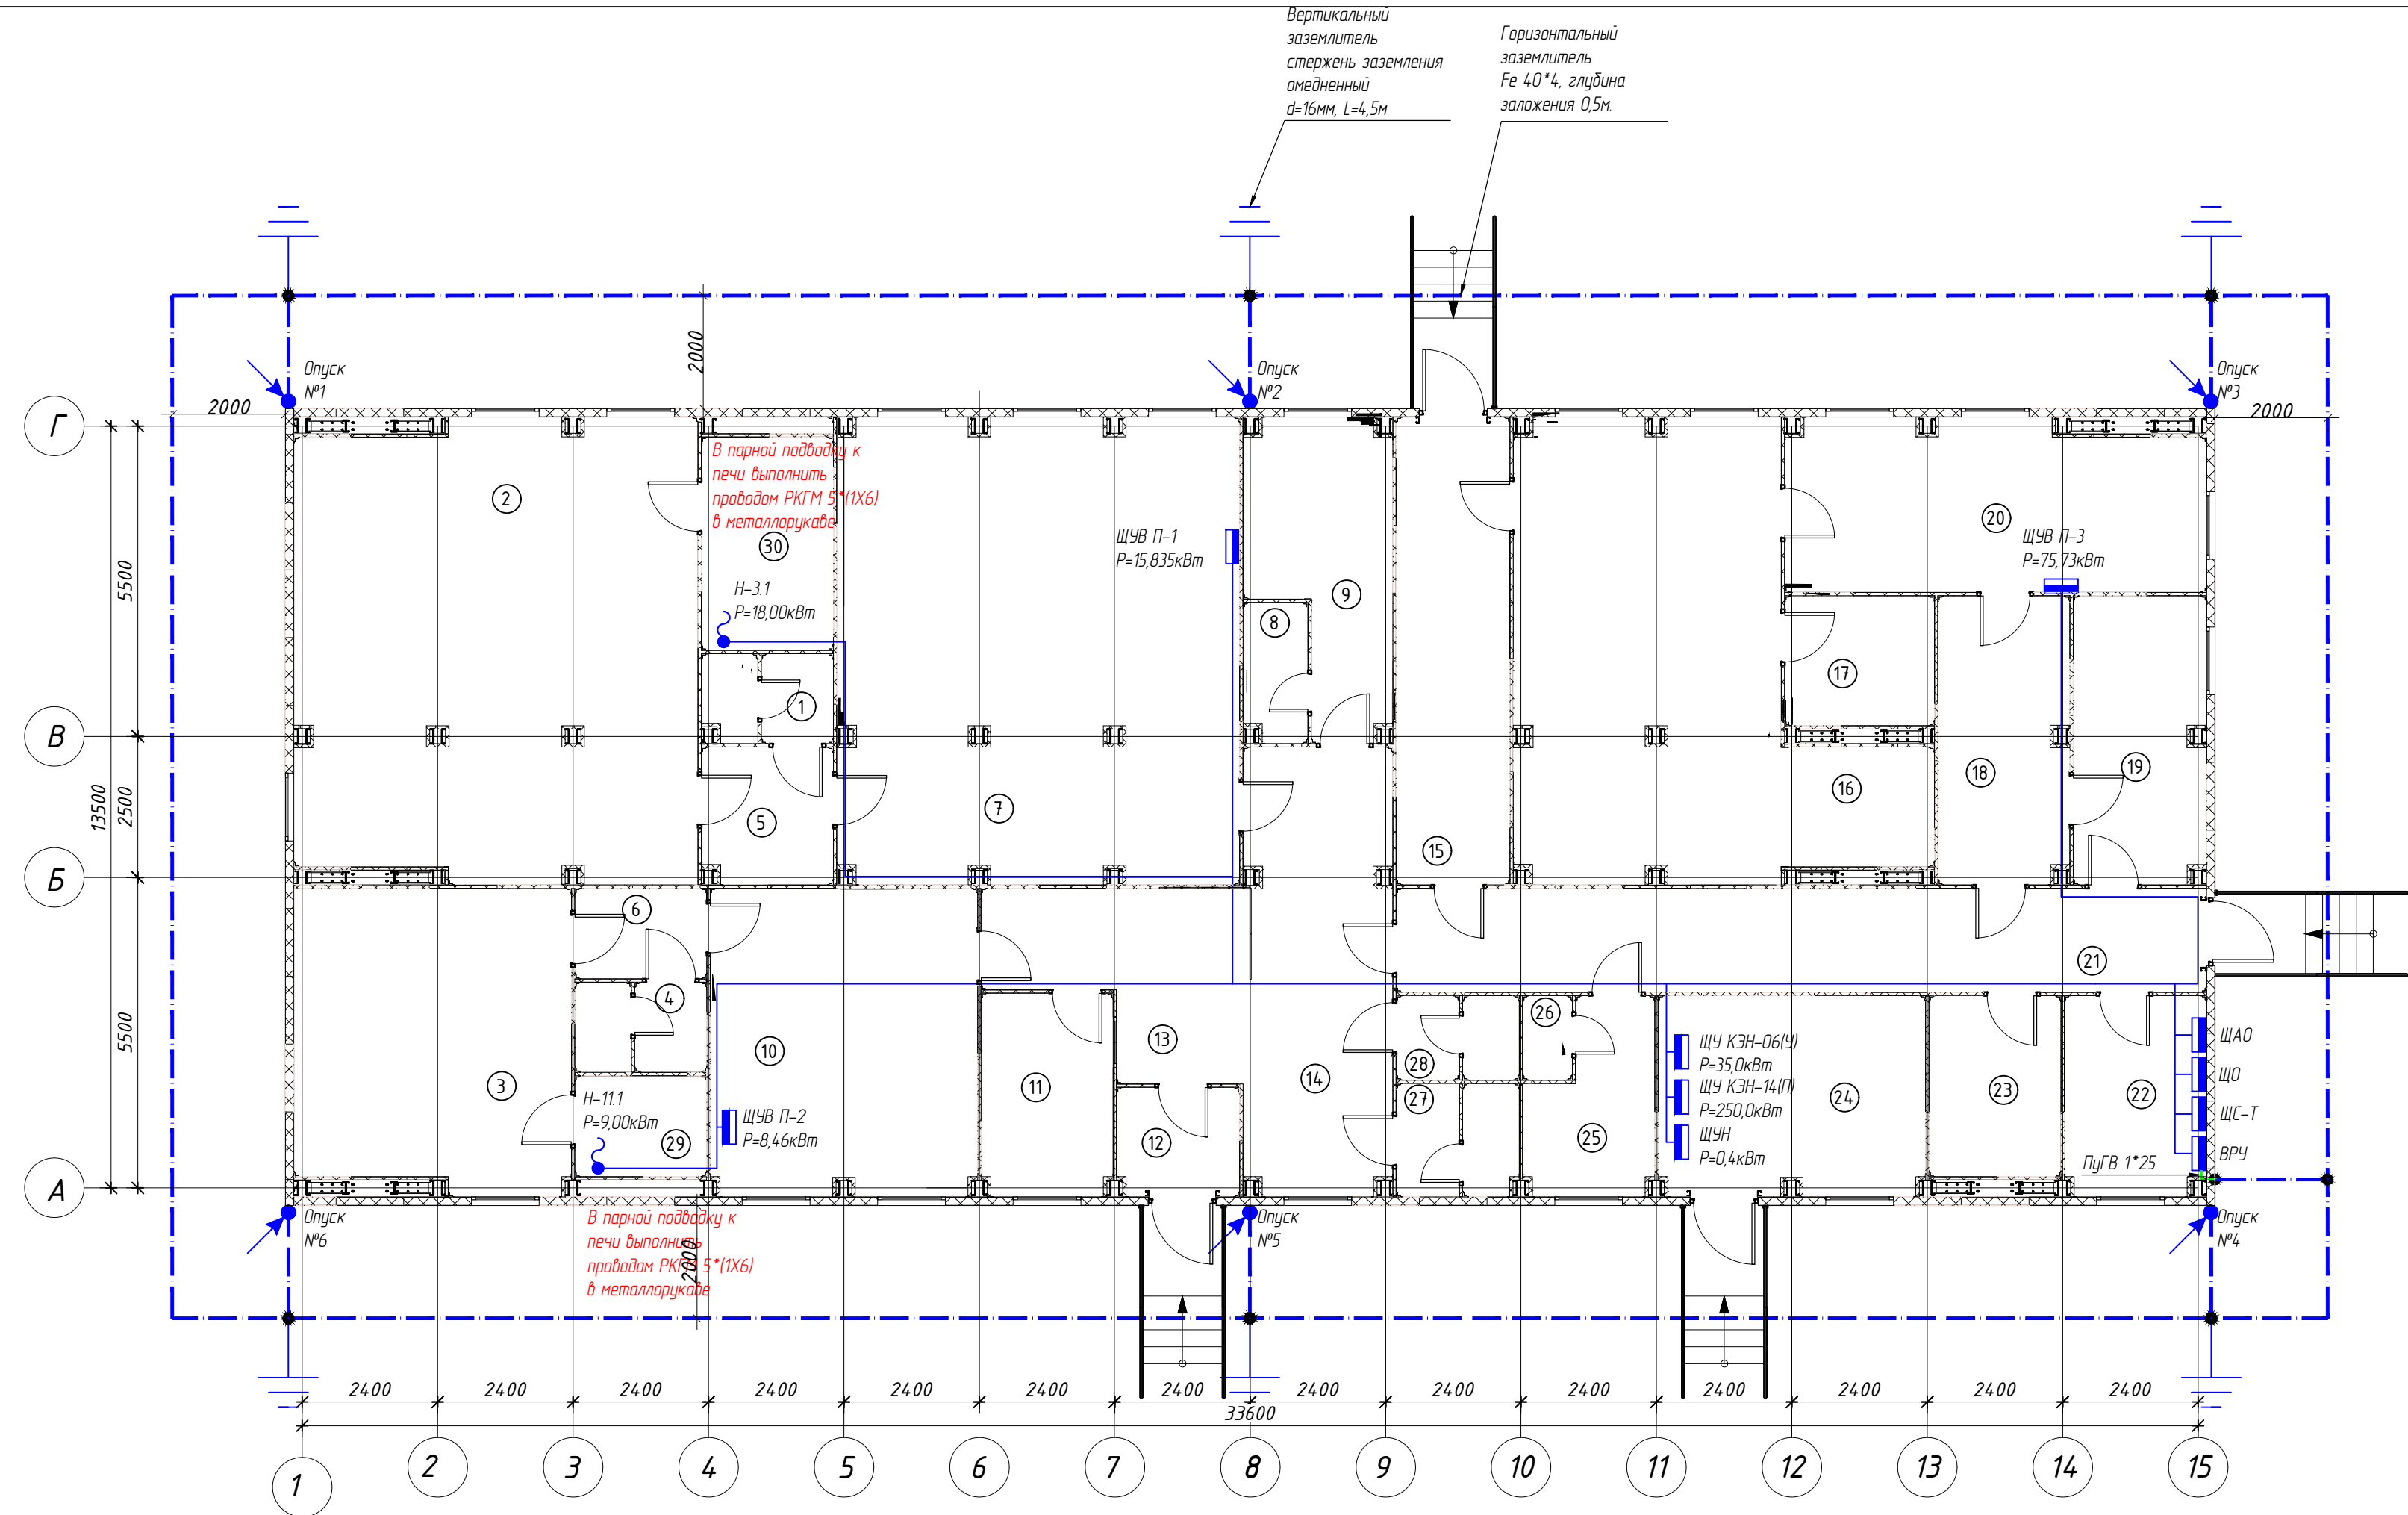 Вертикальный
заземлитель
стержень заземления
омедненный
d=16мм, L=4,5м
Горизонтальный
заземлитель
Fe 40*4, глубина
заложения 0,5м.
Опуск
№1
Опуск
№2
Опуск
№3
2000
2000
2000
Г
В
Б
А
5500
2500
5500
13500
В парной подводку к
печи выполнить
проводом РКГМ 5*(1Х6)
в металлорукаве
2
30
Н-3.1
Р=18,00кВт
ЩУВ П-1
Р=15,835кВт
20
ЩУВ П-3
Р=75,73кВт
9
8
1
17
5
7
16
18
19
15
6
4
21
3
10
13
11
12
14
28
26
27
25
24
23
22
29
Н-11.1
Р=9,00кВт
ЩУВ П-2
Р=8,46кВт
ЩУ КЭН-06(У)
Р=35,0кВт
ЩУ КЭН-14(П)
Р=250,0кВт
ЩУН
Р=0,4кВт
ЩАО
ЩО
ЩС-Т
ВРУ
ПуГВ 1*25
Опуск
№6
В парной подводку к
печи выполнить
проводом РКГМ 5*(1Х6)
в металлорукаве
2000
Опуск
№5
Опуск
№4
2400 2400 2400 2400 2400 2400 2400 2400 2400 2400 2400 2400 2400 2400
33600
1 2 3 4 5 6 7 8 9 10 11 12 13 14 15